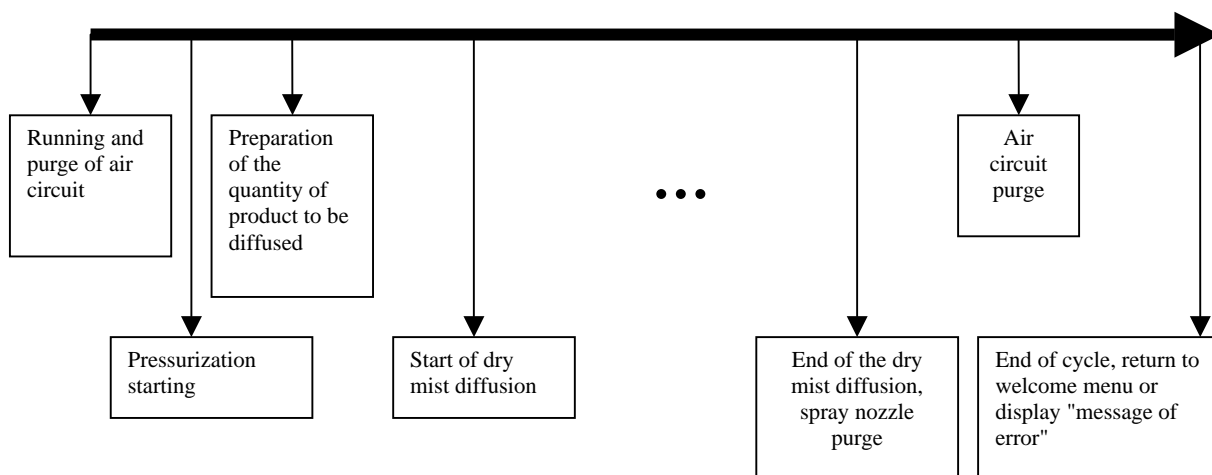 Running and
purge of air
circuit
Pressurization
starting
Preparation
of the
quantity of
product to be
diffused
Start of dry
mist diffusion
...
End of the dry
mist diffusion,
spray nozzle
purge
Air
circuit
purge
End of cycle, return to
welcome menu or
display "message of
error"